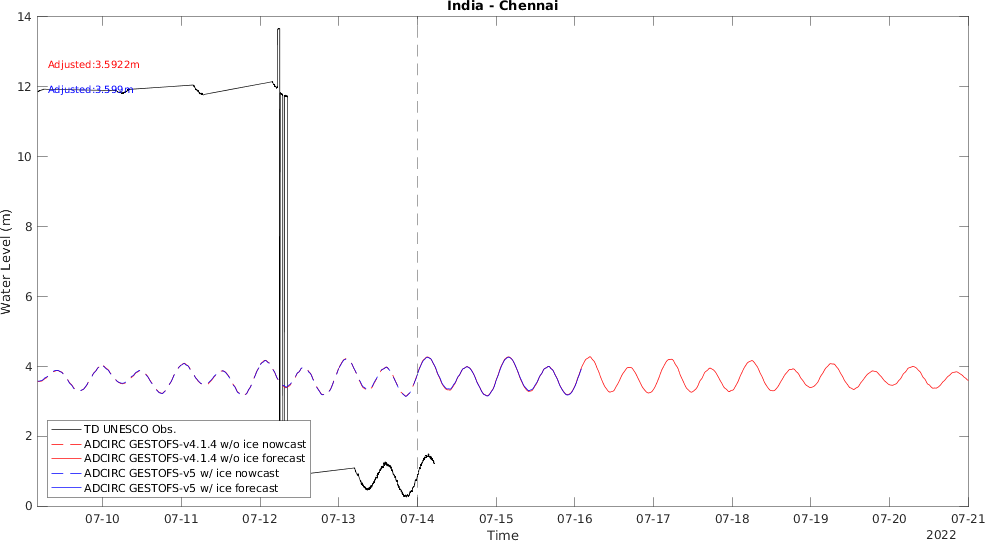 India - Chennai
14
12
10
8
6
4
2
0
Water Level (m)
Adjusted:3.5922m
Adjusted:3.599m
TD UNESCO Obs.
ADCIRC GESTOFS-v4.1.4 w/o ice nowcast
ADCIRC GESTOFS-v4.1.4 w/o ice forecast
ADCIRC GESTOFS-v5 w/ ice nowcast
ADCIRC GESTOFS-v5 w/ ice forecast
07-10 07-11 07-12 07-13 07-14 07-15 07-16 07-17 07-18 07-19 07-20 07-21
Time
2022